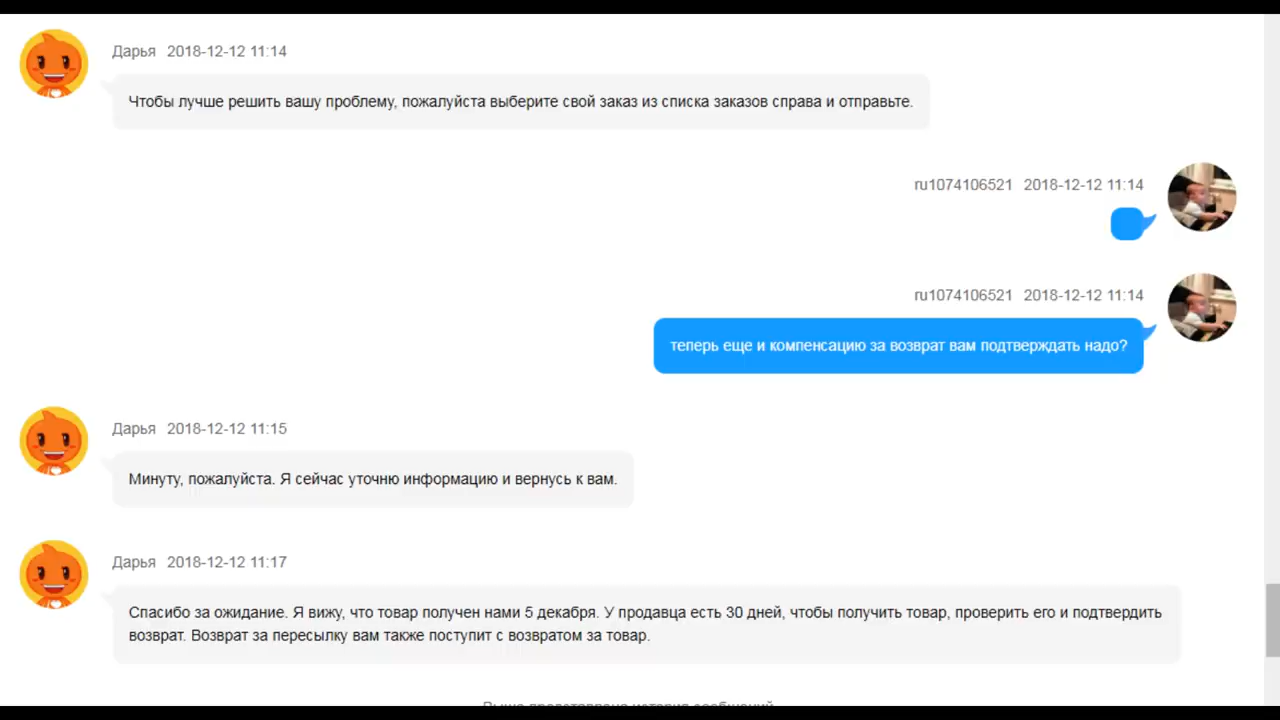 Дарья 2018-12-12 11:14
Чтобы лучше решить вашу проблему, пожалуйста выберите свой заказ из списка заказов справа и отправьте.
ru1074106521 2018-12-12 11:14
ru1074106521 2018-12-12 11:14
теперь еще и компенсацию за возврат вам подтверждать надо?
Дарья 2018-12-12 11:15
Минуту, пожалуйста. Я сейчас уточню информацию и вернусь к вам.
Дарья 2018-12-12 11:17
Спасибо за ожидание. Я вижу, что товар получен нами 5 декабря. У продавца есть 30 дней, чтобы получить товар, проверить его и подтвердить
возврат. Возврат за пересылку вам также поступит с возвратом за товар.
Выше представлена история сообщений